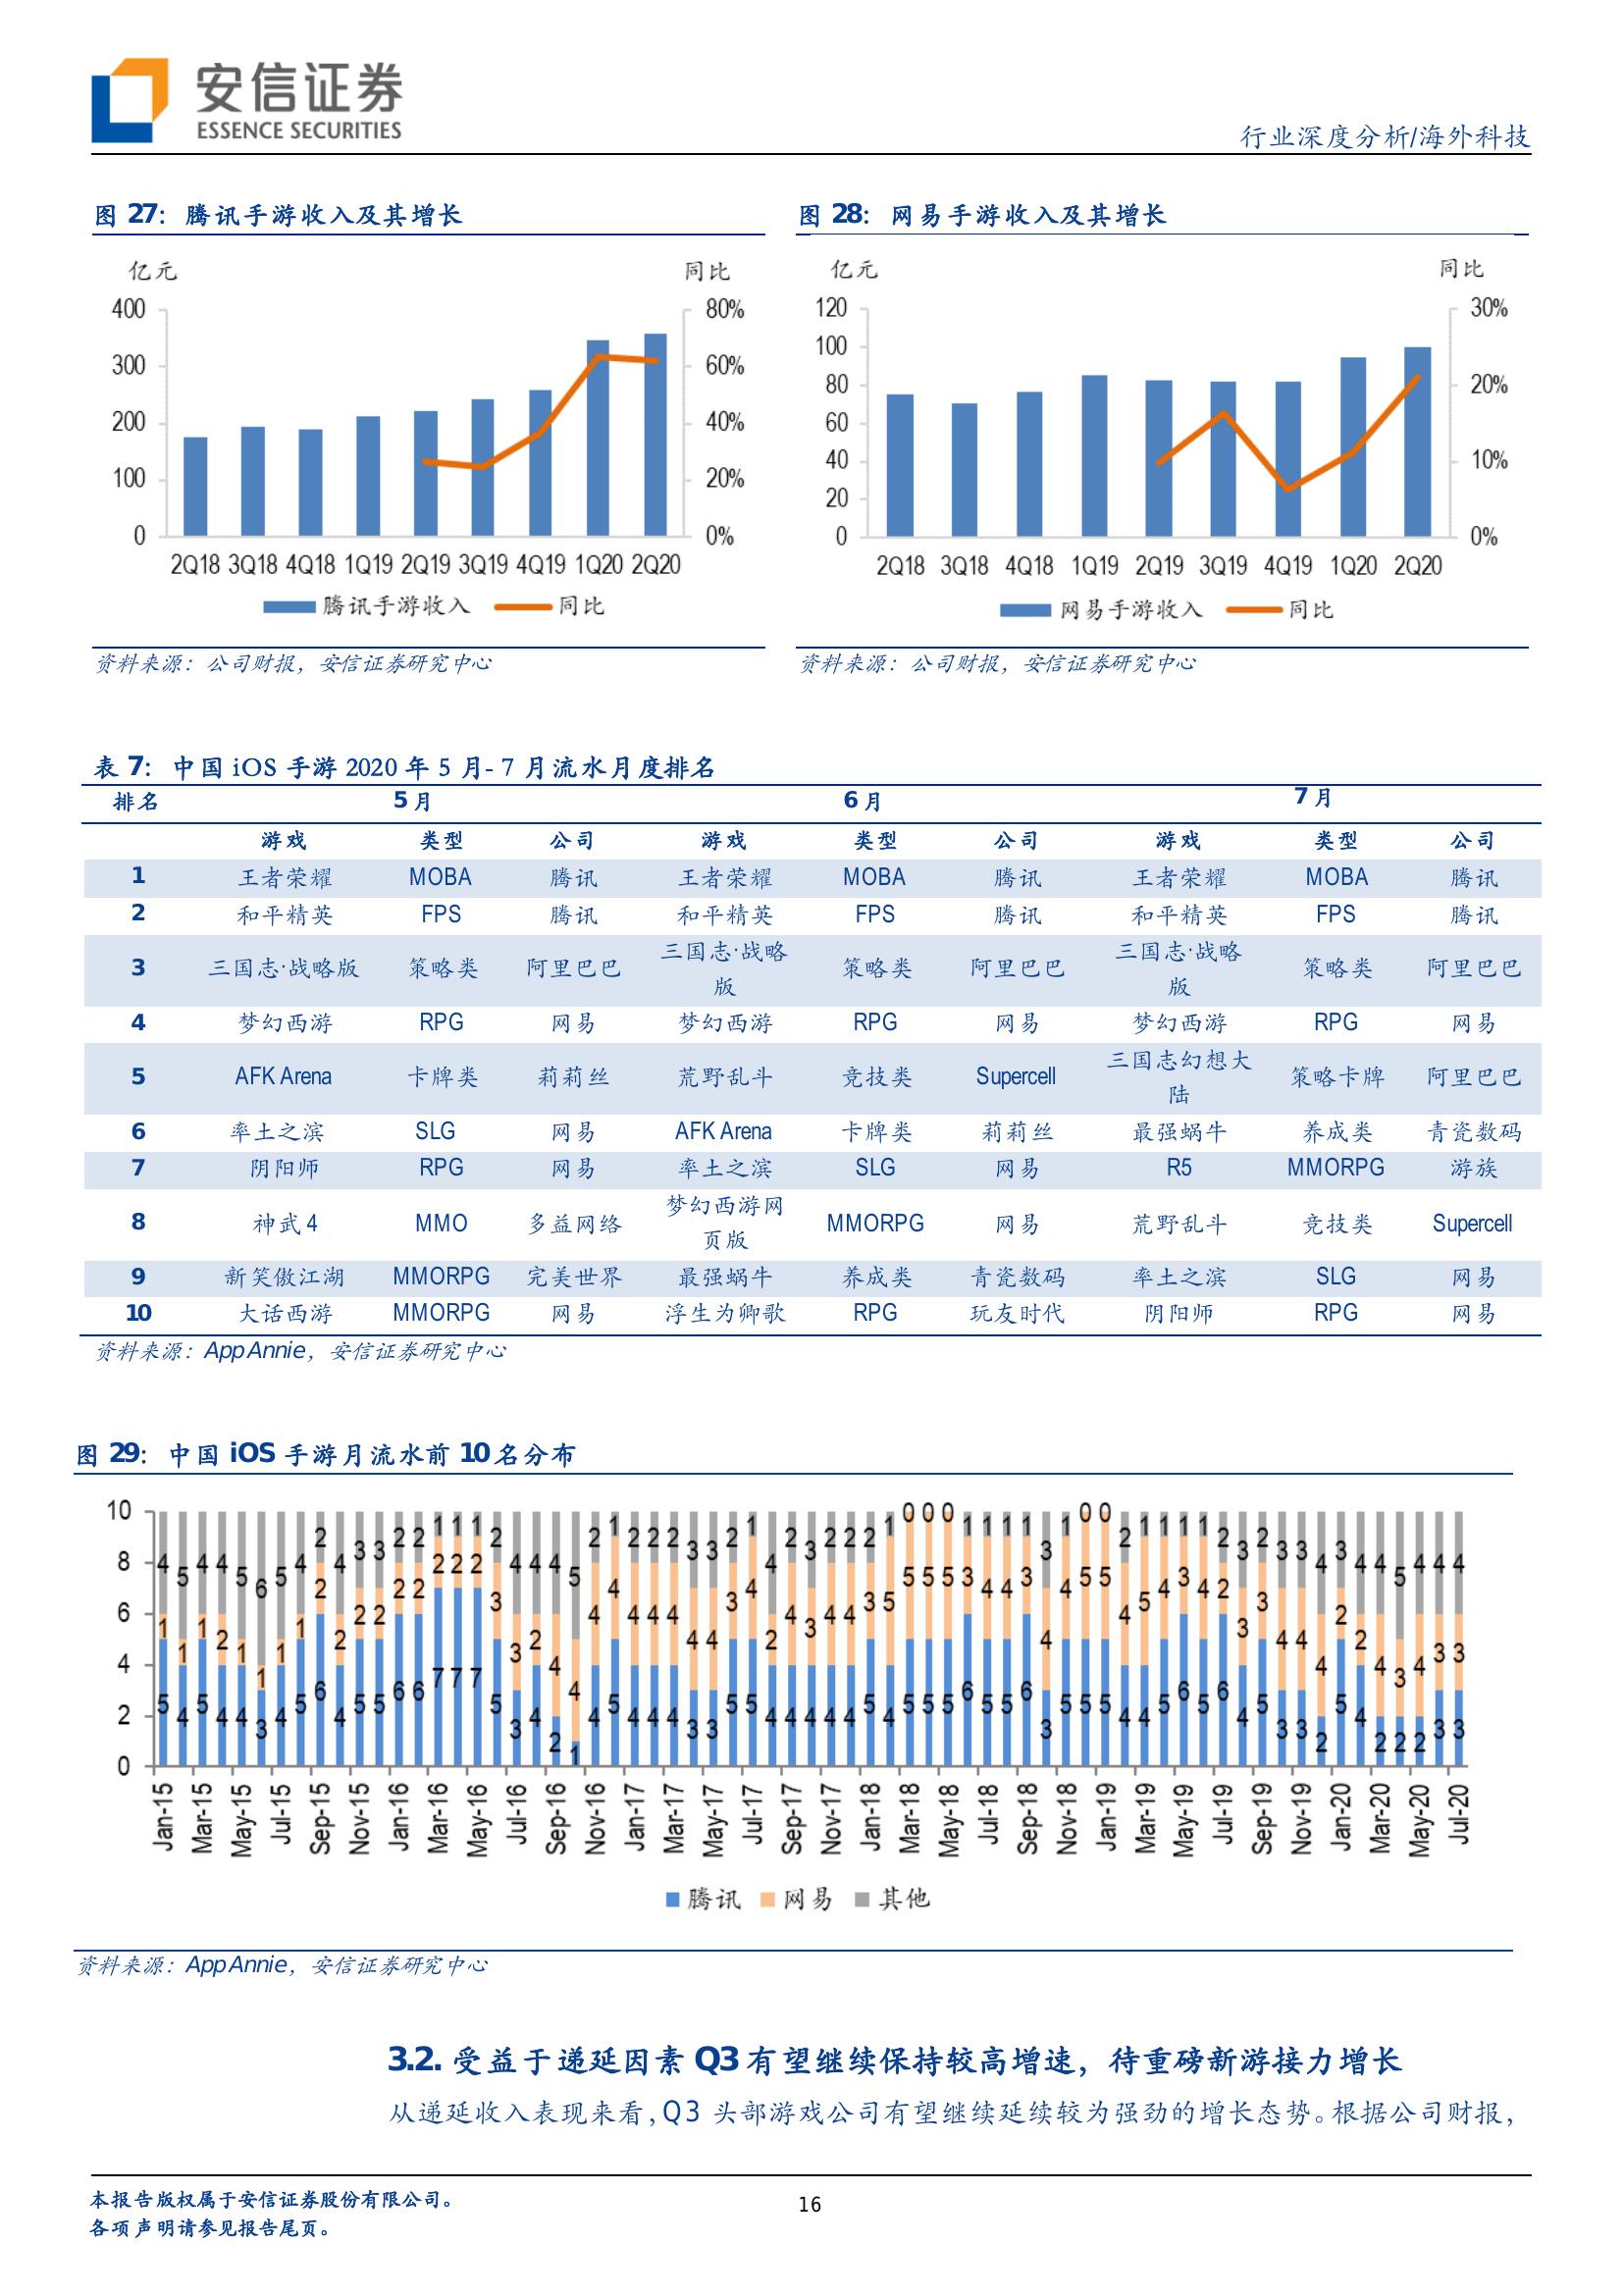 安信证券
ESSENCE SECURITIES
行业深度分析/海外科技
图 27：腾讯手游收入及其增长
亿元 同比
400 80%
300 60%
200 40%
100 20%
0 0%
2Q18 3Q18 4Q18 1Q19 2Q19 3Q19 4Q19 1Q20 2Q20
腾讯手游收入 同比
资料来源：公司财报，安信证券研究中心
图 28：网易手游收入及其增长
亿元 同比
120 30%
100
80 20%
60
40 10%
20
0 0%
2Q18 3Q18 4Q18 1Q19 2Q19 3Q19 4Q19 1Q20 2Q20
网易手游收入 同比
资料来源：公司财报，安信证券研究中心
表 7：中国 iOS 手游 2020 年 5 月- 7 月流水月度排名
排名 5 月 6 月 7 月
游戏 类型 公司 游戏 类型 公司 游戏 类型 公司
1 王者荣耀 MOBA 腾讯 王者荣耀 MOBA 腾讯 王者荣耀 MOBA 腾讯
2 和平精英 FPS 腾讯 和平精英 FPS 腾讯 和平精英 FPS 腾讯
3 三国志·战略版 策略类 阿里巴巴 三国志·战略版 策略类 阿里巴巴 三国志·战略版 策略类 阿里巴巴
4 梦幻西游 RPG 网易 梦幻西游 RPG 网易 梦幻西游 RPG 网易
5 AFK Arena 卡牌类 莉莉丝 荒野乱斗 竞技类 Supercell 三国志幻想大陆 策略卡牌 阿里巴巴
6 率土之滨 SLG 网易 AFK Arena 卡牌类 莉莉丝 最强蜗牛 养成类 青瓷数码
7 阴阳师 RPG 网易 率土之滨 SLG 网易 R5 MMORPG 游族
8 神武 4 MMO 多益网络 梦幻西游网页版 MMORPG 网易 荒野乱斗 竞技类 Supercell
9 新笑傲江湖 MMORPG 完美世界 最强蜗牛 养成类 青瓷数码 率土之滨 SLG 网易
10 大话西游 MMORPG 网易 浮生为卿歌 RPG 玩友时代 阴阳师 RPG 网易
资料来源：App Annie，安信证券研究中心
图 29：中国 iOS 手游月流水前 10 名分布
10
8
6
4
2
0
Jan-15 Mar-15 May-15 Jul-15 Sep-15 Nov-15 Jan-16 Mar-16 May-16 Jul-16 Sep-16 Nov-16 Jan-17 Mar-17 May-17 Jul-17 Sep-17 Nov-17 Jan-18 Mar-18 May-18 Jul-18 Sep-18 Nov-18 Jan-19 Mar-19 May-19 Jul-19 Sep-19 Nov-19 Jan-20 Mar-20 May-20 Jul-20
腾讯 网易 其他
资料来源：App Annie，安信证券研究中心
3.2. 受益于递延因素 Q3 有望继续保持较高增速，待重磅新游接力增长
从递延收入表现来看，Q3 头部游戏公司有望继续延续较为强劲的增长态势。根据公司财报，
本报告版权属于安信证券股份有限公司。
各项声明请参见报告尾页。
16